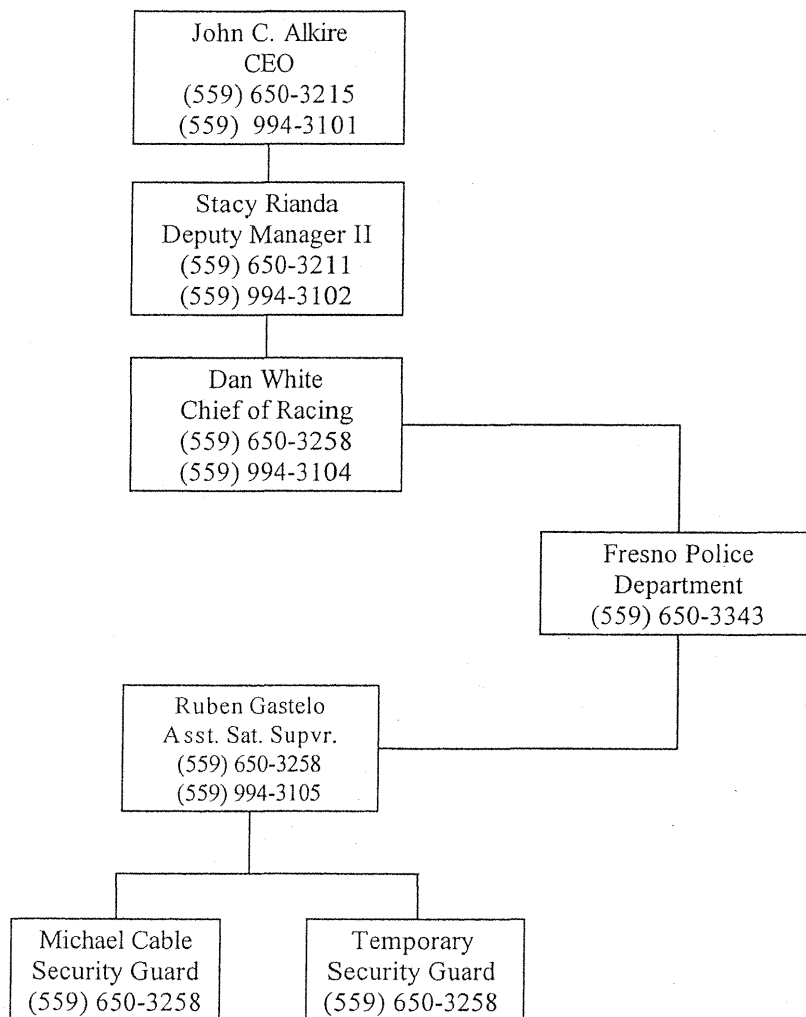 John C. Alkire
CEO
(559) 650-3215
(559) 994-3101
Stacy Rianda
Deputy Manager II
(559) 650-3211
(559) 994-3102
Dan White
Chief of Racing
(559) 650-3258
(559) 994-3104
Fresno Police
Department
(559) 650-3343
Ruben Gastelo
Asst. Sat. Supvr.
(559) 650-3258
(559) 994-3105
Michael Cable
Security Guard
(559) 650-3258
Temporary
Security Guard
(559) 650-3258